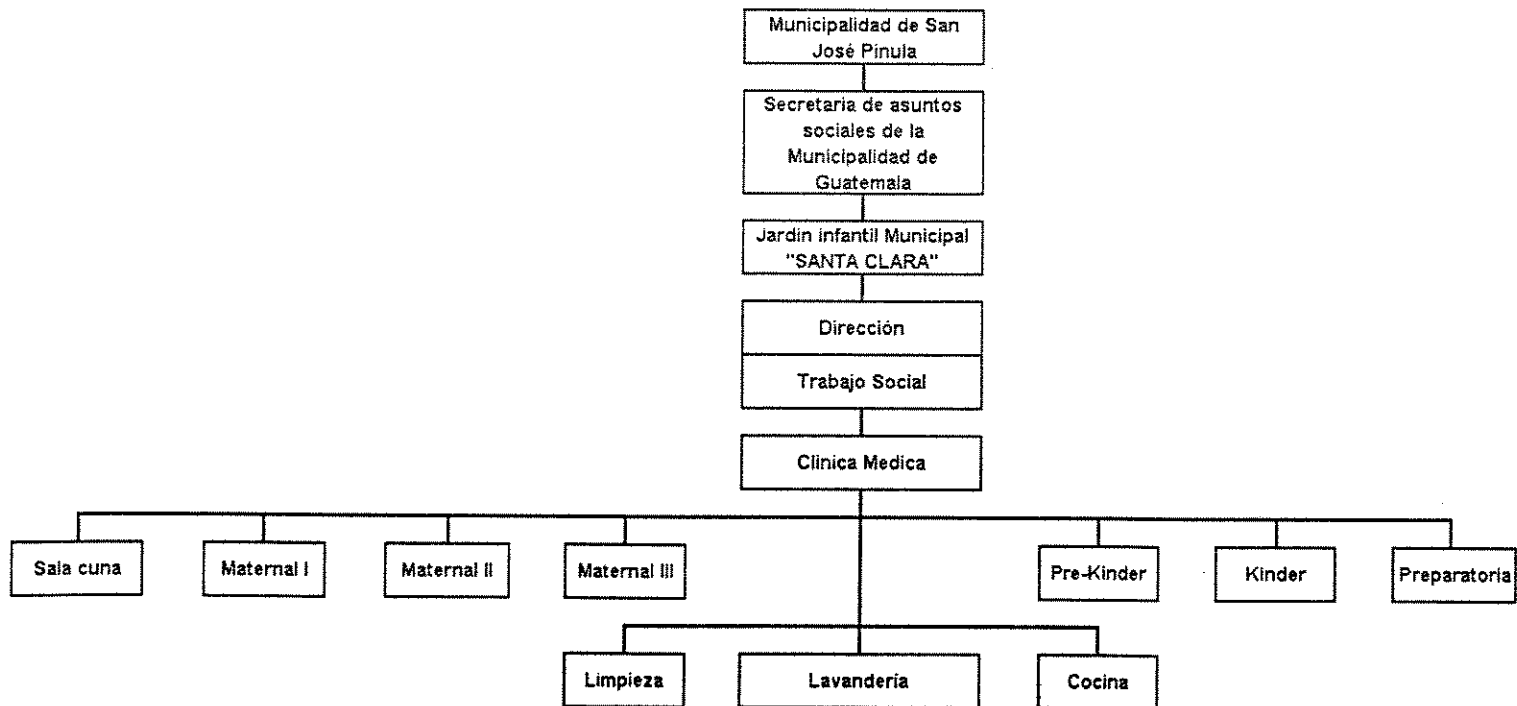 Municipalidad de San
José Pinula
Secretaria de asuntos
sociales de la
Municipalidad de
Guatemala
Jardin infantil Municipal
"SANTA CLARA"
Dirección
Trabajo Social
Clinica Medica
Sala cuna
Maternal I
Maternal II
Maternal III
Pre-Kinder
Kinder
Preparatoria
Limpieza
Lavandería
Cocina